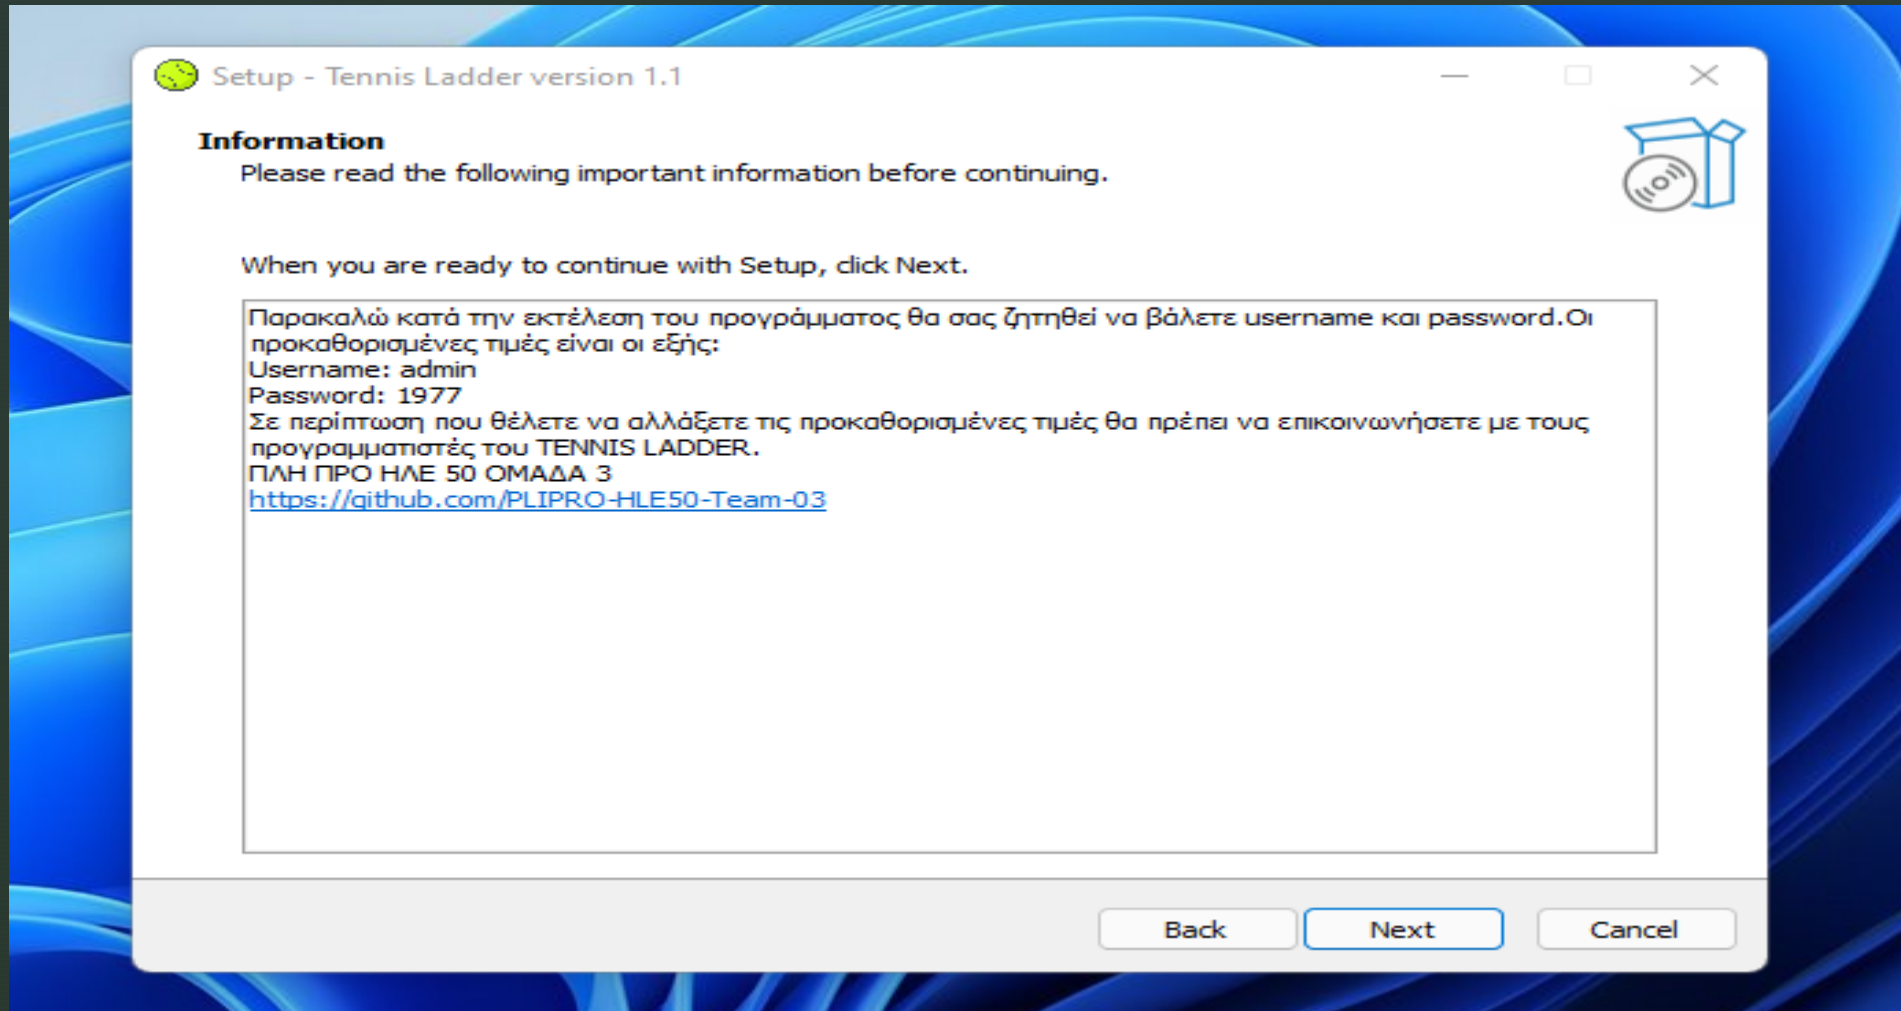 Setup - Tennis Ladder version 1.1
Information
Please read the following important information before continuing.
When you are ready to continue with Setup, click Next.
Παρακαλώ κατά την εκτέλεση του προγράμματος θα σας ζητηθεί να βάλετε username και password.Οι
προκαθορισμένες τιμές είναι οι εξής:
Username: admin
Password: 1977
Σε περίπτωση που θέλετε να αλλάξετε τις προκαθορισμένες τιμές θα πρέπει να επικοινωνήσετε με τους
προγραμματιστές του TENNIS LADDER.
ΠΛΗ ΠΡΟ ΗΛΕ 50 ΟΜΑΔΑ 3
https://github.com/PLIPRO-HLE50-Team-03
Back
Next
Cancel